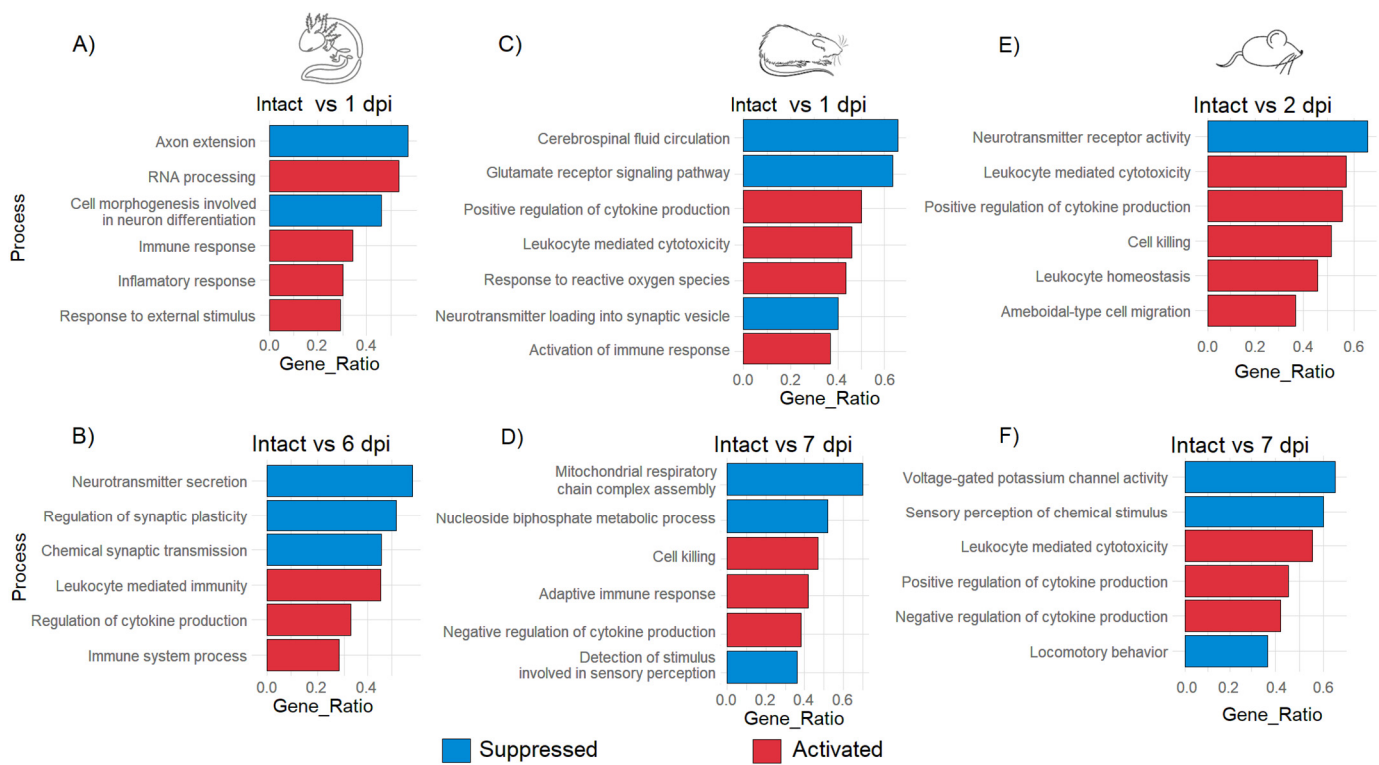 A)
Intact vs 1 dpi
Process
Axon extension
RNA processing
Cell morphogenesis involved
in neuron differentiation
Immune response
Inflamatory response
Response to external stimulus
0.0 0.2 0.4
Gene_Ratio
C)
Intact vs 1 dpi
Cerebrospinal fluid circulation
Glutamate receptor signaling pathway
Positive regulation of cytokine production
Leukocyte mediated cytotoxicity
Response to reactive oxygen species
Neurotransmitter loading into synaptic vesicle
Activation of immune response
0.0 0.2 0.4 0.6
Gene_Ratio
E)
Intact vs 2 dpi
Neurotransmitter receptor activity
Leukocyte mediated cytotoxicity
Positive regulation of cytokine production
Cell killing
Leukocyte homeostasis
Ameboidal-type cell migration
0.0 0.2 0.4 0.6
Gene_Ratio
B)
Intact vs 6 dpi
Process
Neurotransmitter secretion
Regulation of synaptic plasticity
Chemical synaptic transmission
Leukocyte mediated immunity
Regulation of cytokine production
Immune system process
0.0 0.2 0.4
Gene_Ratio
D)
Intact vs 7 dpi
Mitochondrial respiratory
chain complex assembly
Nucleoside biphosphate metabolic process
Cell killing
Adaptive immune response
Negative regulation of cytokine production
Detection of stimulus
involved in sensory perception
0.0 0.2 0.4 0.6
Gene_Ratio
F)
Intact vs 7 dpi
Voltage-gated potassium channel activity
Sensory perception of chemical stimulus
Leukocyte mediated cytotoxicity
Positive regulation of cytokine production
Negative regulation of cytokine production
Locomotory behavior
0.0 0.2 0.4 0.6
Gene_Ratio
Suppressed
Activated